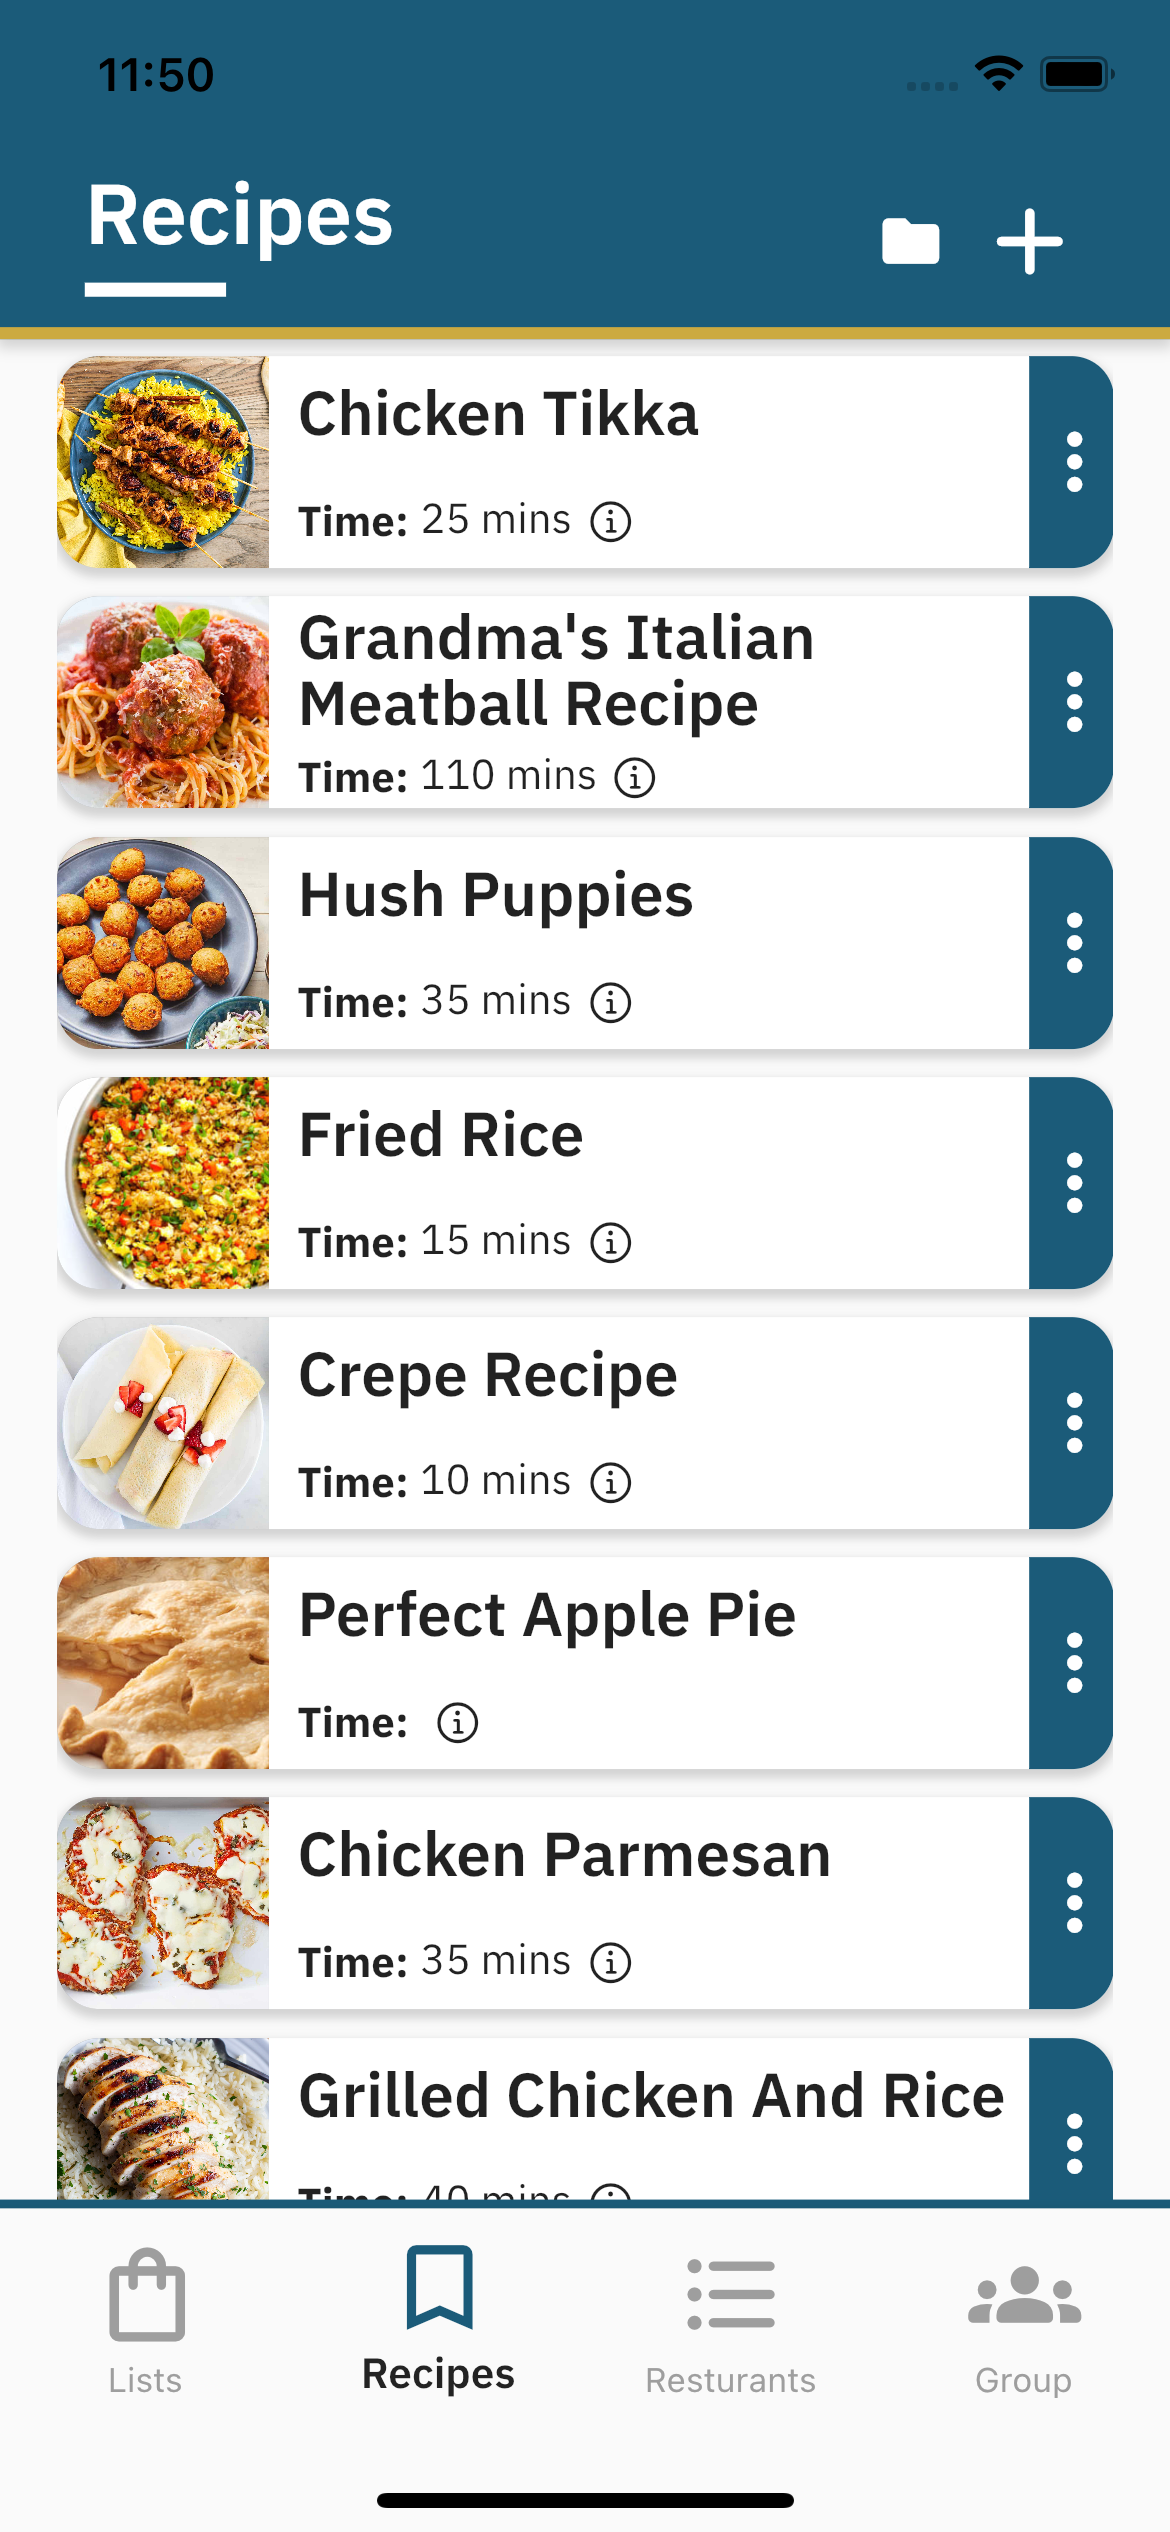 11:50
Recipes
Chicken Tikka
Time: 25 mins
Grandma's Italian
Meatball Recipe
Time: 110 mins
Hush Puppies
Time: 35 mins
Fried Rice
Time: 15 mins
Crepe Recipe
Time: 10 mins
Perfect Apple Pie
Time:
Chicken Parmesan
Time: 35 mins
Grilled Chicken And Rice
Time: 40 mins
Lists
Recipes
Resturants
Group